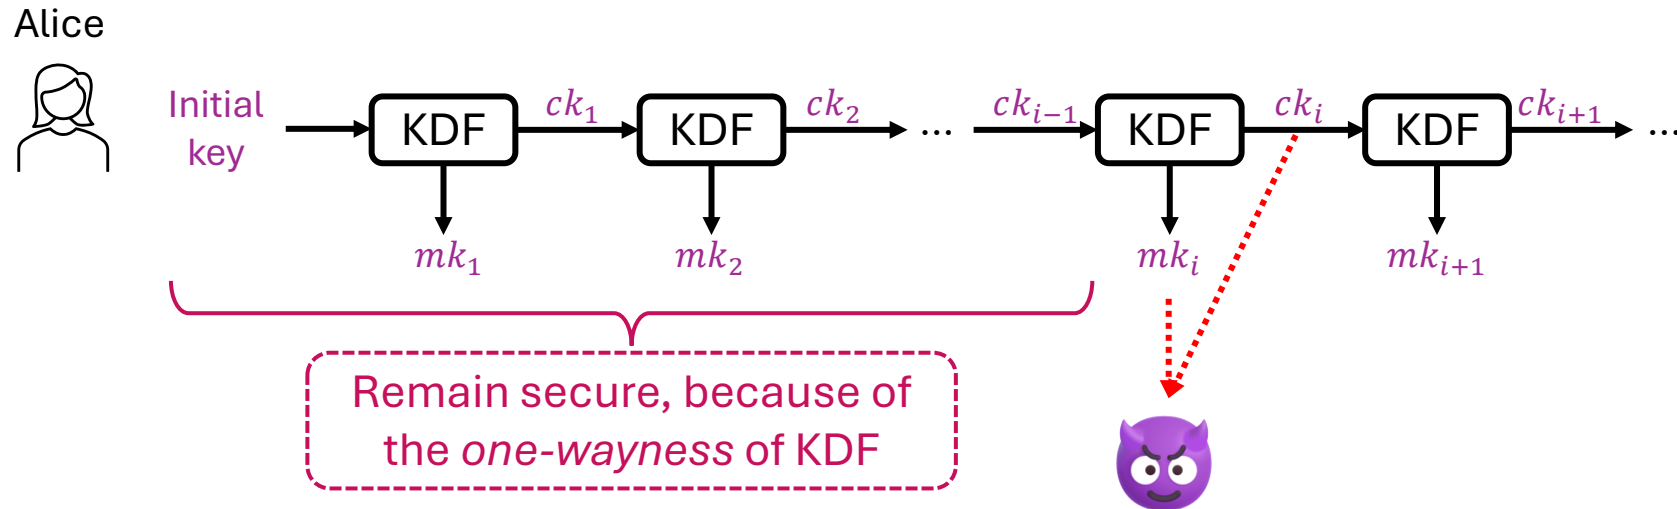 Alice
Initial
key
KDF
ck₁
KDF
ck₂
...
ckᵢ₋₁
KDF
ckᵢ
KDF
ckᵢ₊₁
...
mk₁
mk₂
mkᵢ
mkᵢ₊₁
Remain secure, because of
the one-wayness of KDF